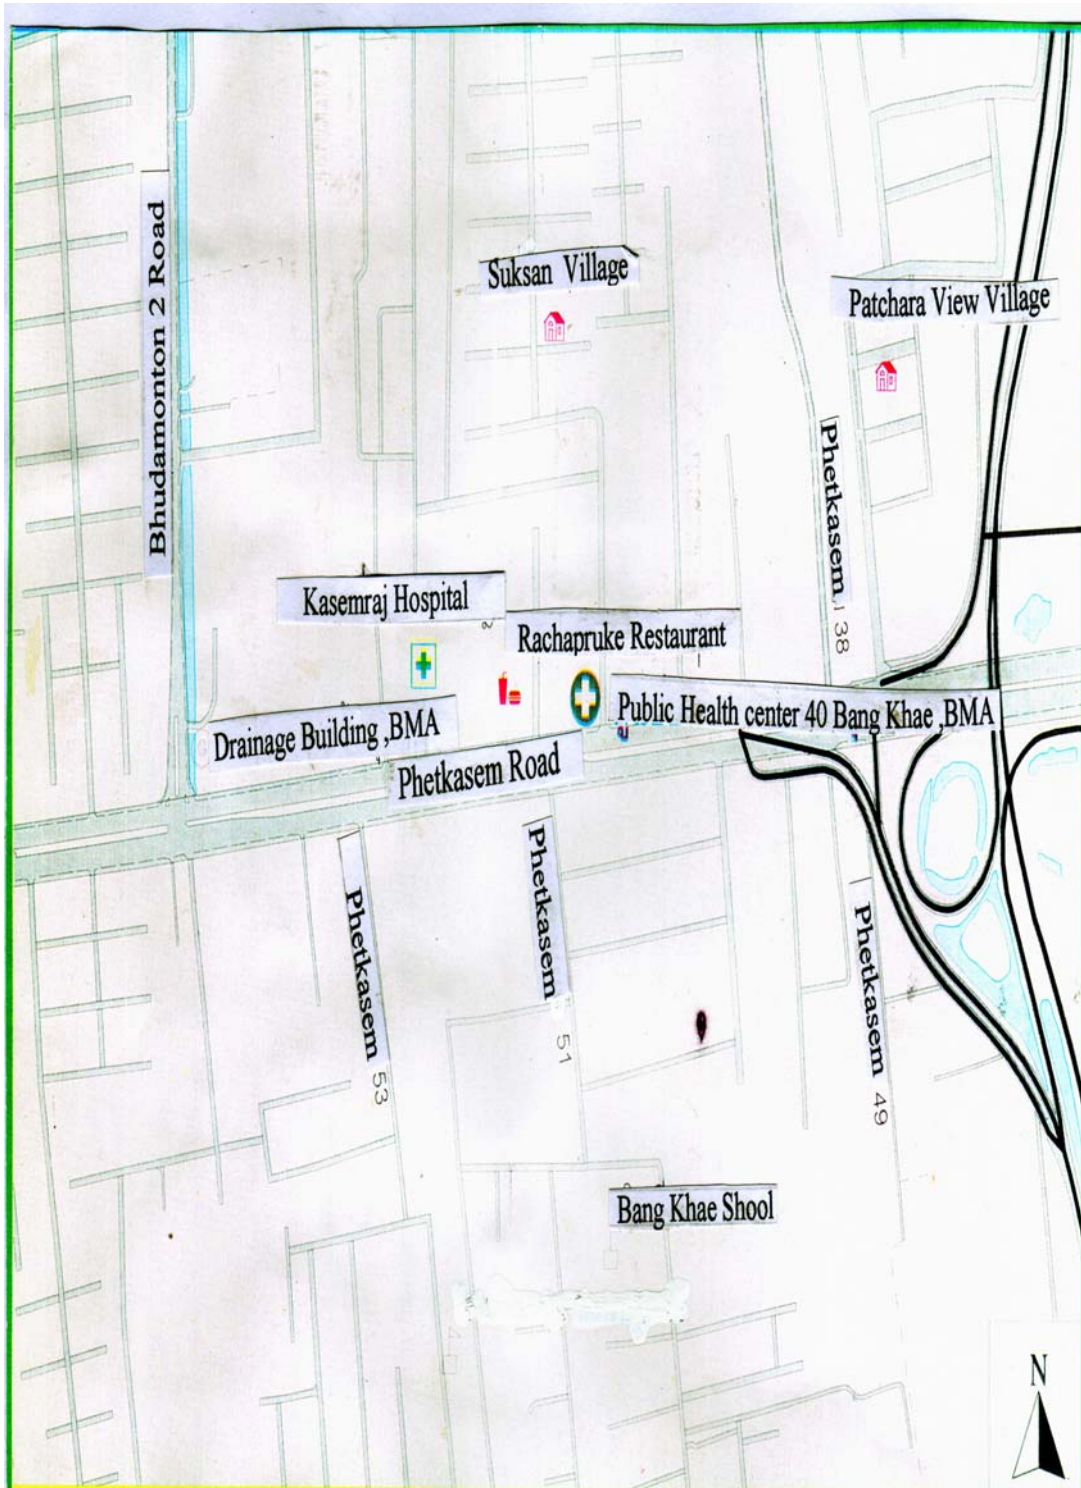 Bhudamonton 2 Road
Suksan Village
Patchara View Village
Phetkasem 138
Kasemraj Hospital
Rachapruke Restaurant
Public Health center 40 Bang Khae ,BMA
Drainage Building ,BMA
Phetkasem Road
Phetkasem 53
Phetkasem 51
Phetkasem 49
Bang Khae Shool
N